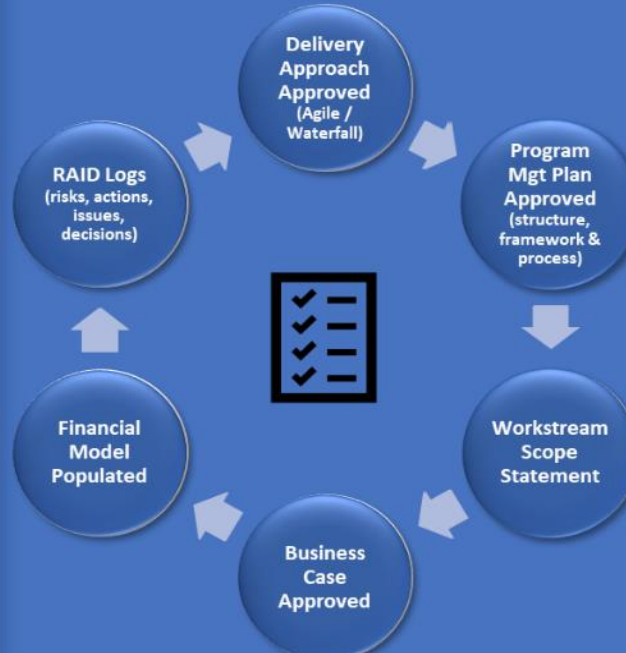 Delivery
Approach
Approved
(Agile /
Waterfall)
Program
Mgt Plan
Approved
(structure,
framework &
process)
Workstream
Scope
Statement
Business
Case
Approved
Financial
Model
Populated
RAID Logs
(risks, actions,
issues,
decisions)